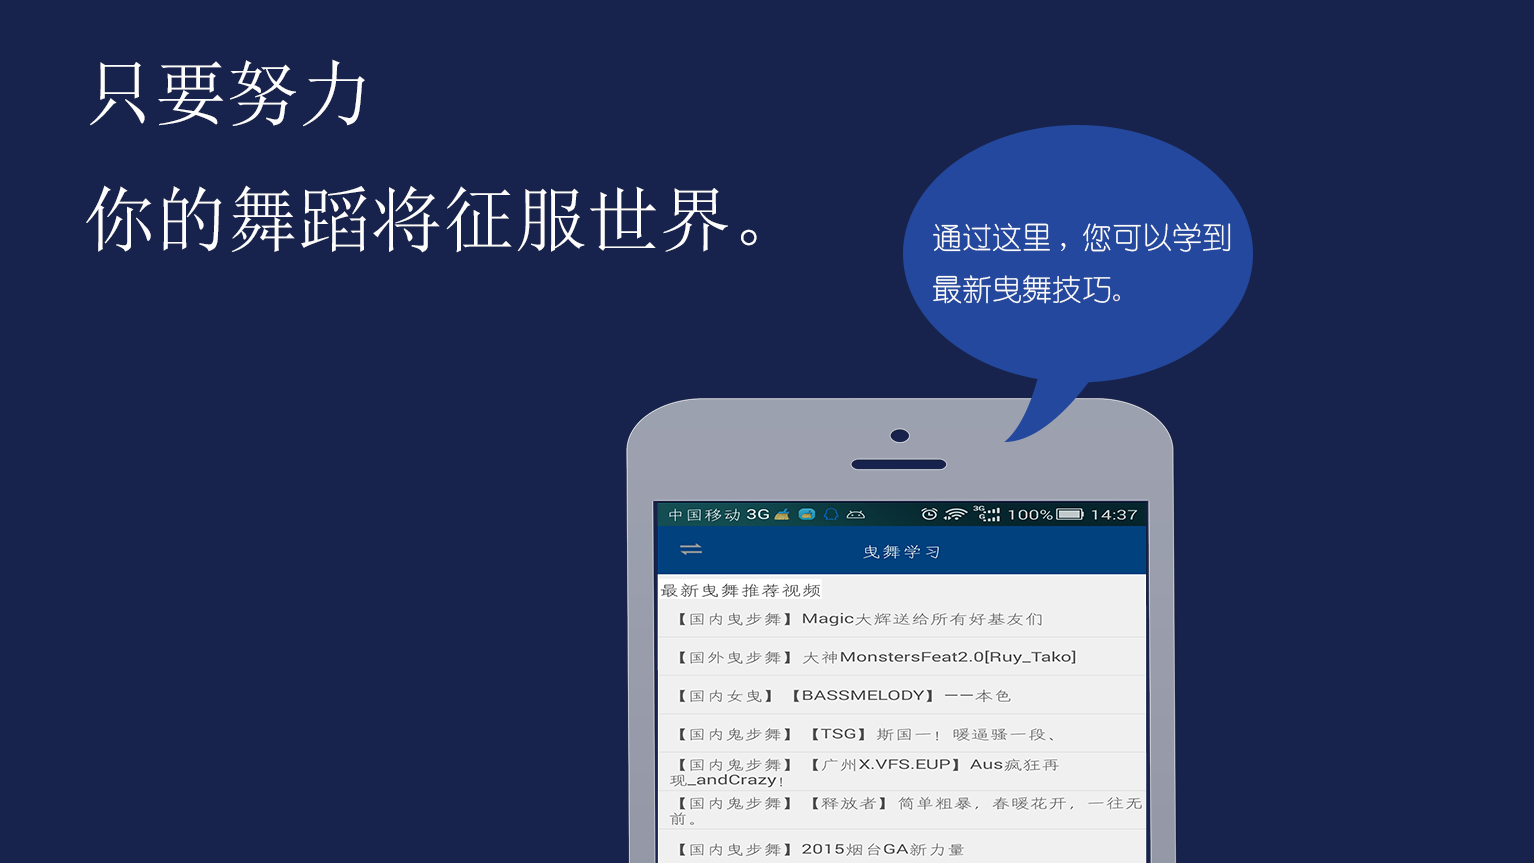 只要努力
你的舞蹈将征服世界。
通过这里，您可以学到
最新曳舞技巧。
中国移动 3G 3G G 100% 14:37
曳舞学习
最新曳舞推荐视频
【国内曳步舞】Magic大辉送给所有好基友们
【国外曳步舞】大神MonstersFeat2.0[Ruy_Tako]
【国内女曳】【BASSMELODY】——本色
【国内鬼步舞】【TSG】斯国一！暖逼骚一段、
【国内鬼步舞】【广州X.VFS.EUP】Aus疯狂再
现_andCrazy！
【国内鬼步舞】【释放者】简单粗暴，春暖花开，一往无
前。
【国内曳步舞】2015烟台GA新力量